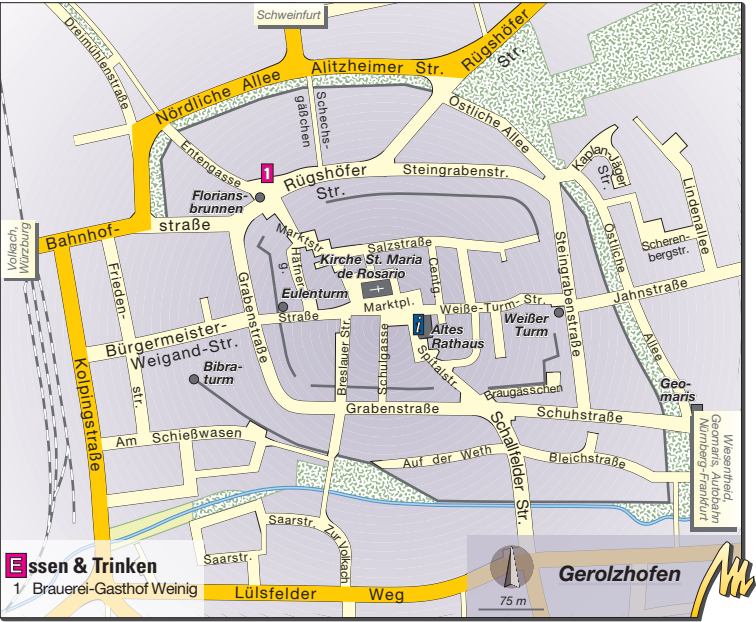 Schweinfurt
Dreimühlenstraße
Nördliche Allee
Alitzheimer Str.
Rügshöfer
Str.
Schechs-
gäßchen
Östliche Allee
Entengasse
1
Rügshöfer
Str.
Steingrabenstr.
Kaplan-Jäger
Str.
Lindenallee
Florians-
brunnen
Volkach,
Würzburg
Bahnhof-
straße
Marktstr.
Häfner
g.
Salzstraße
Kirche St. Maria
de Rosario
Centg.
Steingrabenstraße
Östliche
Allee
Scheren-
bergstr.
Frieden-
str.
Grabenstraße
Eulenturm
Marktpl.
Weiße-Turm-Str.
Jahnstraße
Bürgermeister-
Straße
Weigand-Str.
i
Altes
Rathaus
Weißer
Turm
Kolpingstraße
Bibra-
turm
Breslauer Str.
Schulgasse
Spitalstr.
Braugässchen
Geo-
maris
Grabenstraße
Schuhstraße
Am Schießwasen
Schallfelder Str.
Auf der Weth
Bleichstraße
Wiesentheid,
Geomaris, Autobahn
Nürnberg-Frankfurt
Saarstr.
Zur Volkach
Saarstr.
Essen & Trinken
1 Brauerei-Gasthof Weinig
Lülsfelder Weg
75 m
Gerolzhofen